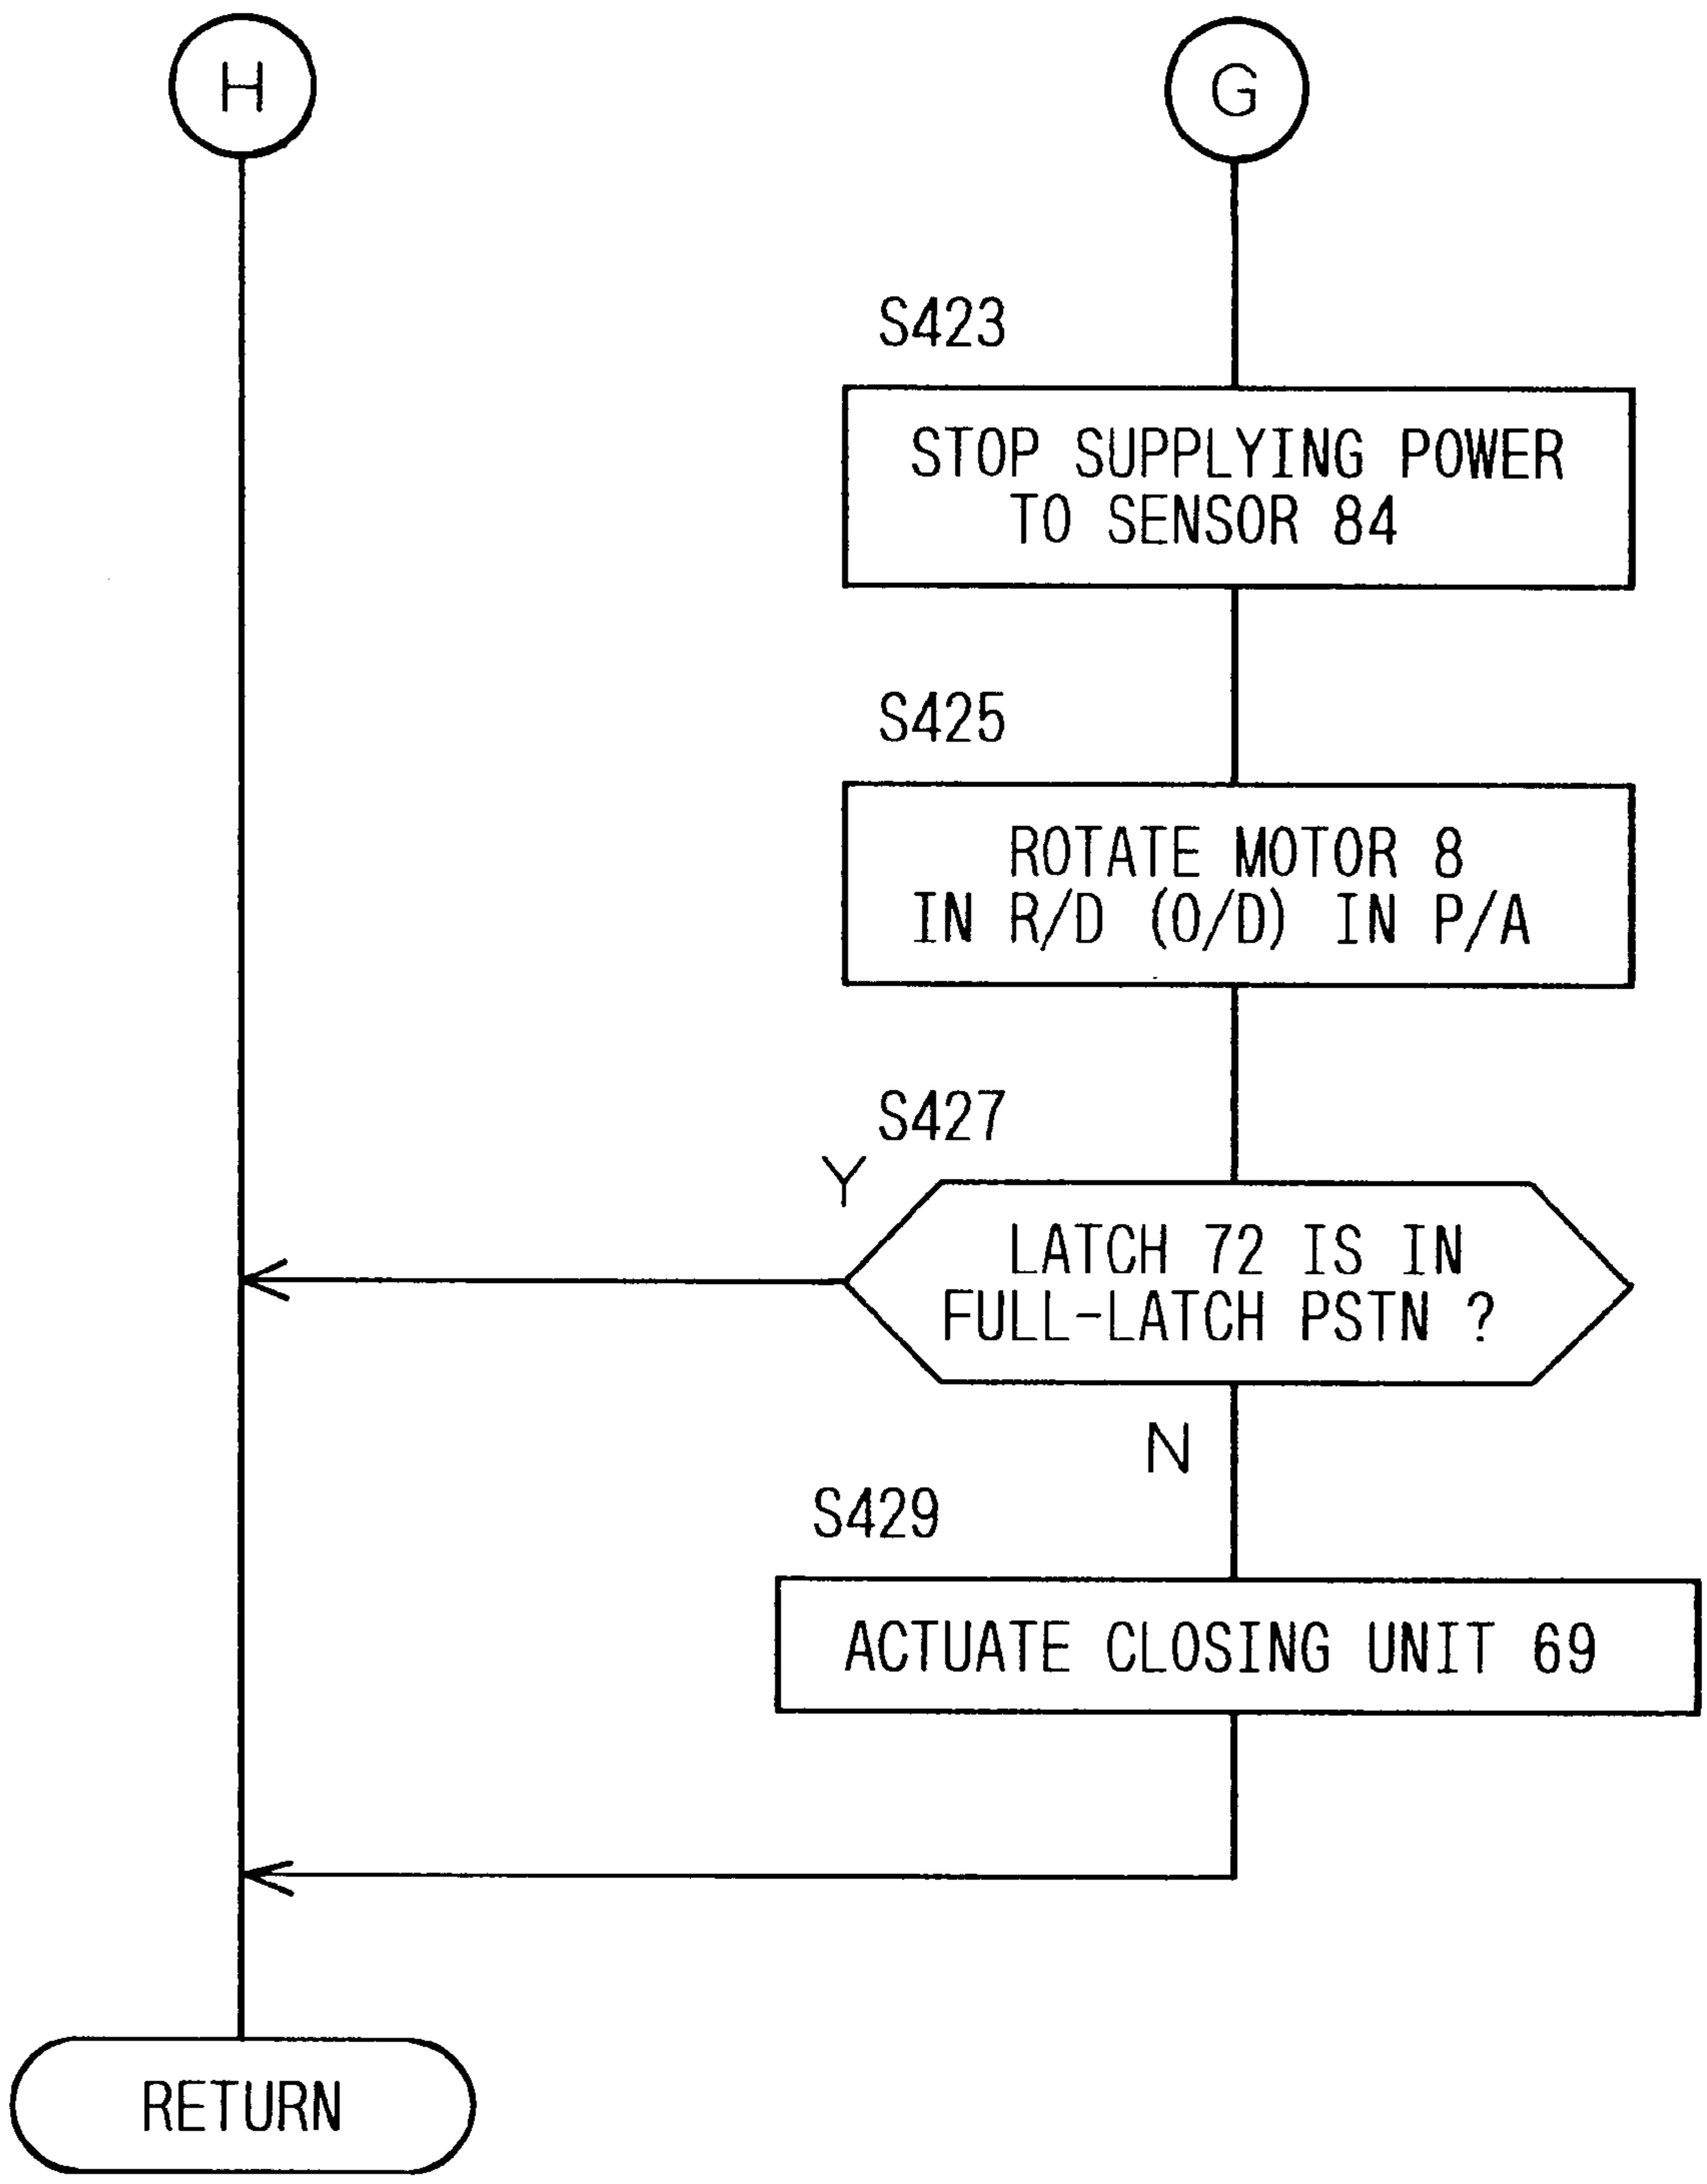 H
G
S423
STOP SUPPLYING POWER
TO SENSOR 84
S425
ROTATE MOTOR 8
IN R/D (O/D) IN P/A
S427
Y
LATCH 72 IS IN
FULL-LATCH PSTN ?
N
S429
ACTUATE CLOSING UNIT 69
RETURN